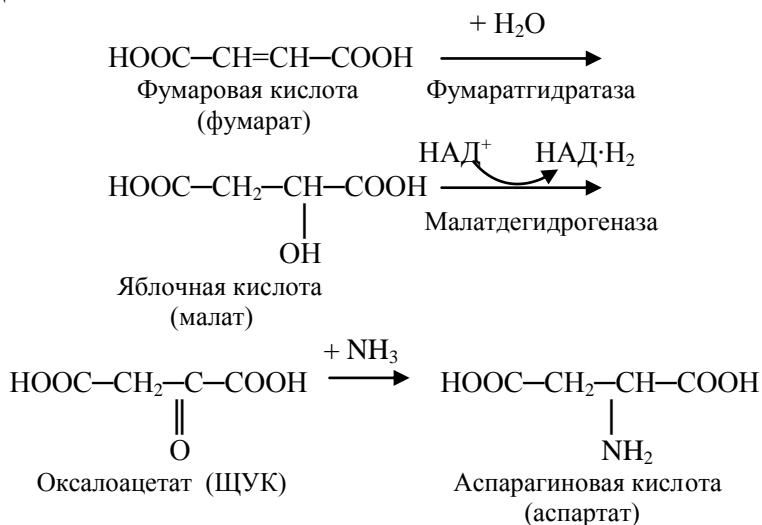 + H₂O
HOOC—CH=CH—COOH
Фумаровая кислота Фумаратгидратаза
(фумарат)
НАД⁺ НАД·H₂
HOOC—CH₂—CH—COOH
Малатдегидрогеназа
OH
Яблочная кислота
(малат)
+ NH₃
HOOC—CH₂—C—COOH HOOC—CH₂—CH—COOH
O NH₂
Оксалоацетат (ЩУК) Аспарагиновая кислота
(аспартат)